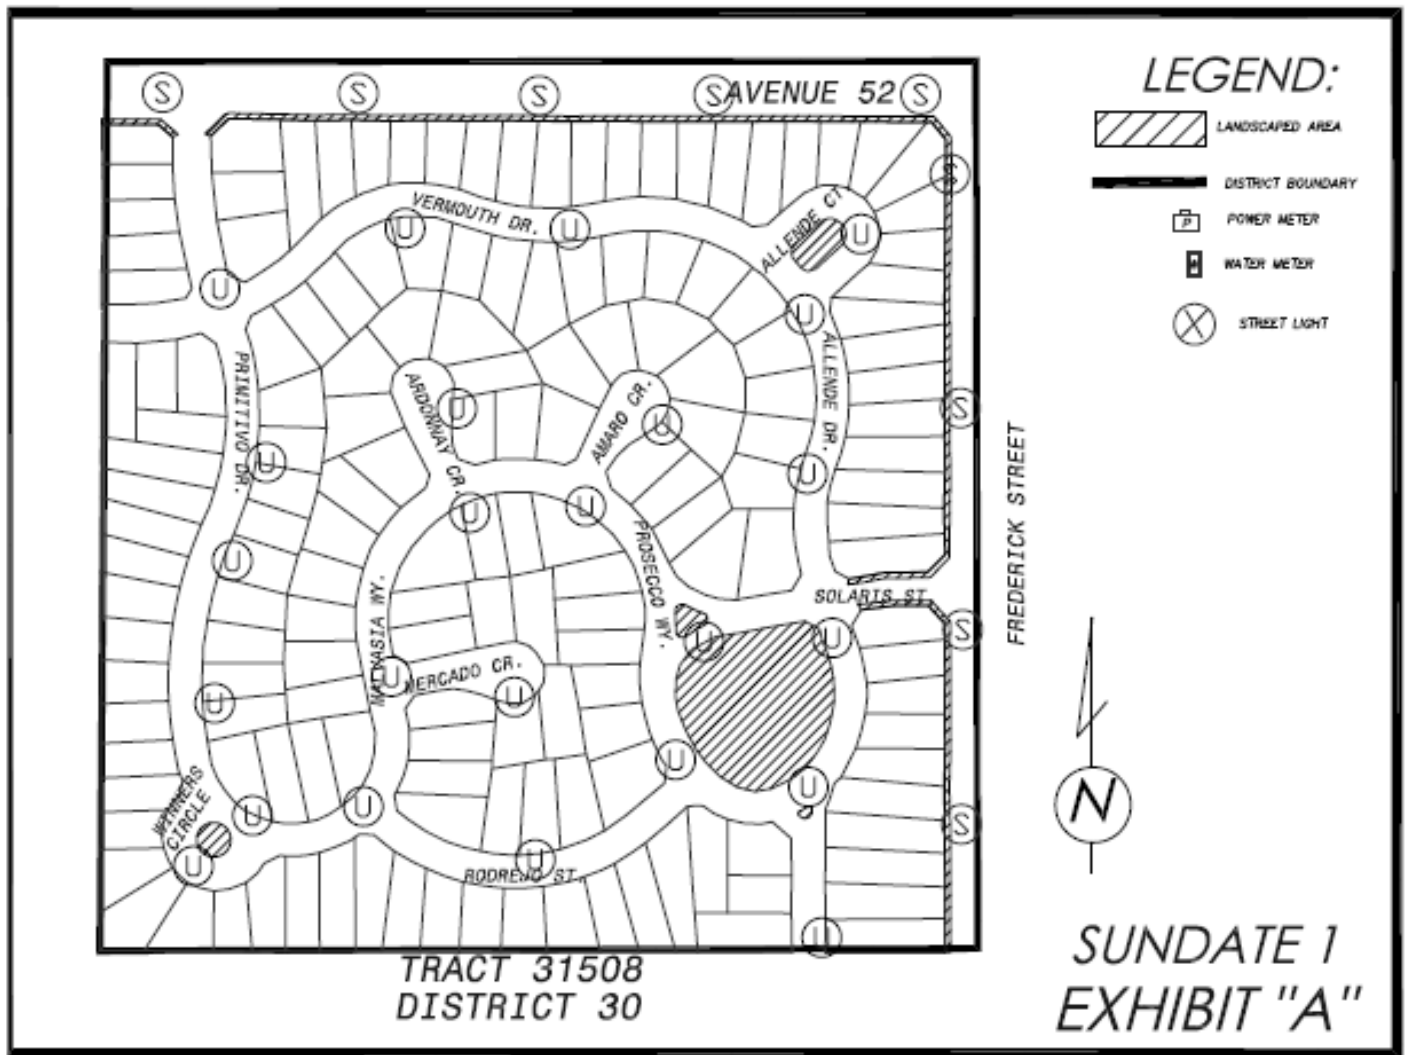 LEGEND:
LANDSCAPED AREA
DISTRICT BOUNDARY
P
POWER METER
WATER METER
STREET LIGHT
S
S
S
S
AVENUE 52
S
S
VERMOUTH DR.
U
U
ALLENDE CT
U
U
U
PRIMITIVO DR.
ARDONNAY CR.
U
AMARO CR.
U
ALLENDE DR.
S
FREDERICK STREET
U
U
U
U
U
PROSECCO WY.
SOLARIS ST
MALVASIA WY.
MERCADO CR.
U
U
U
U
S
U
U
U
WINNERS
CIRCLE
U
U
U
S
U
U
RODREJO ST.
U
N
TRACT 31508
DISTRICT 30
SUNDATE 1
EXHIBIT "A"